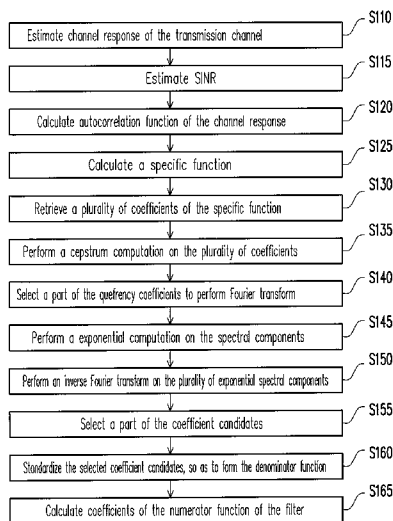 S110
Estimate channel response of the transmission channel
S115
Estimate SINR
S120
Calculate autocorrelation function of the channel response
S125
Calculate a specific function
S130
Retrieve a plurality of coefficients of the specific function
S135
Perform a cepstrum computation on the plurality of coefficients
S140
Select a part of the quefrency coefficients to perform Fourier transform
S145
Perform a exponential computation on the spectral components
S150
Perform an inverse Fourier transform on the plurality of exponential spectral components
S155
Select a part of the coefficient candidates
S160
Standardize the selected coefficient candidates, so as to form the denominator function
S165
Calculate coefficients of the numerator function of the filter